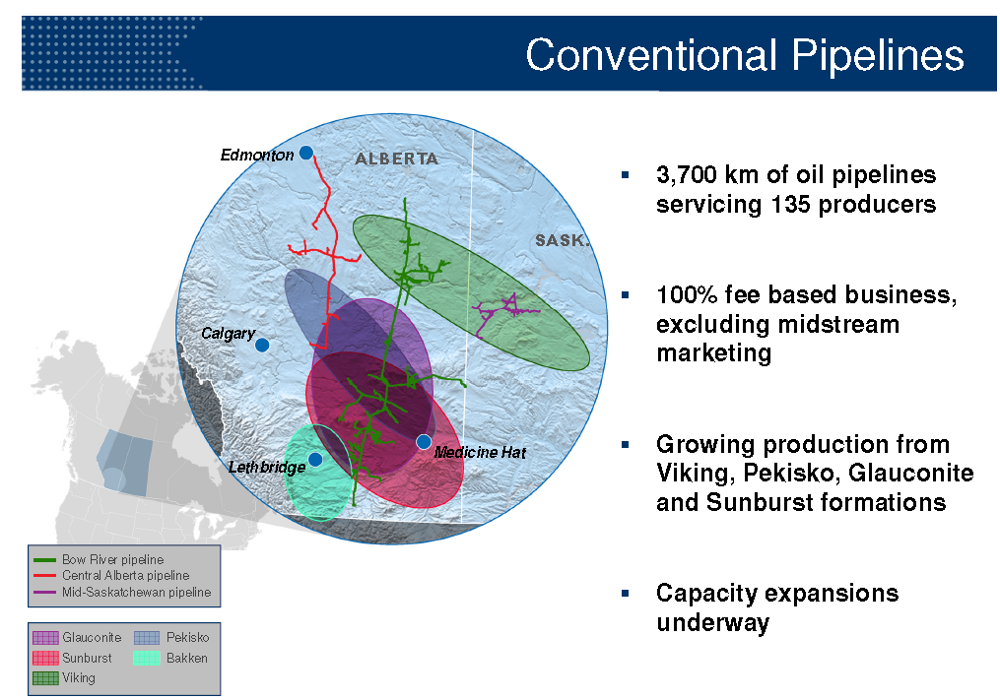 Conventional Pipelines
Edmonton
ALBERTA
SASK.
Calgary
Lethbridge
Medicine Hat
Bow River pipeline
Central Alberta pipeline
Mid-Saskatchewan pipeline
Glauconite
Pekisko
Sunburst
Bakken
Viking
▪ 3,700 km of oil pipelines
servicing 135 producers
▪ 100% fee based business,
excluding midstream
marketing
▪ Growing production from
Viking, Pekisko, Glauconite
and Sunburst formations
▪ Capacity expansions
underway